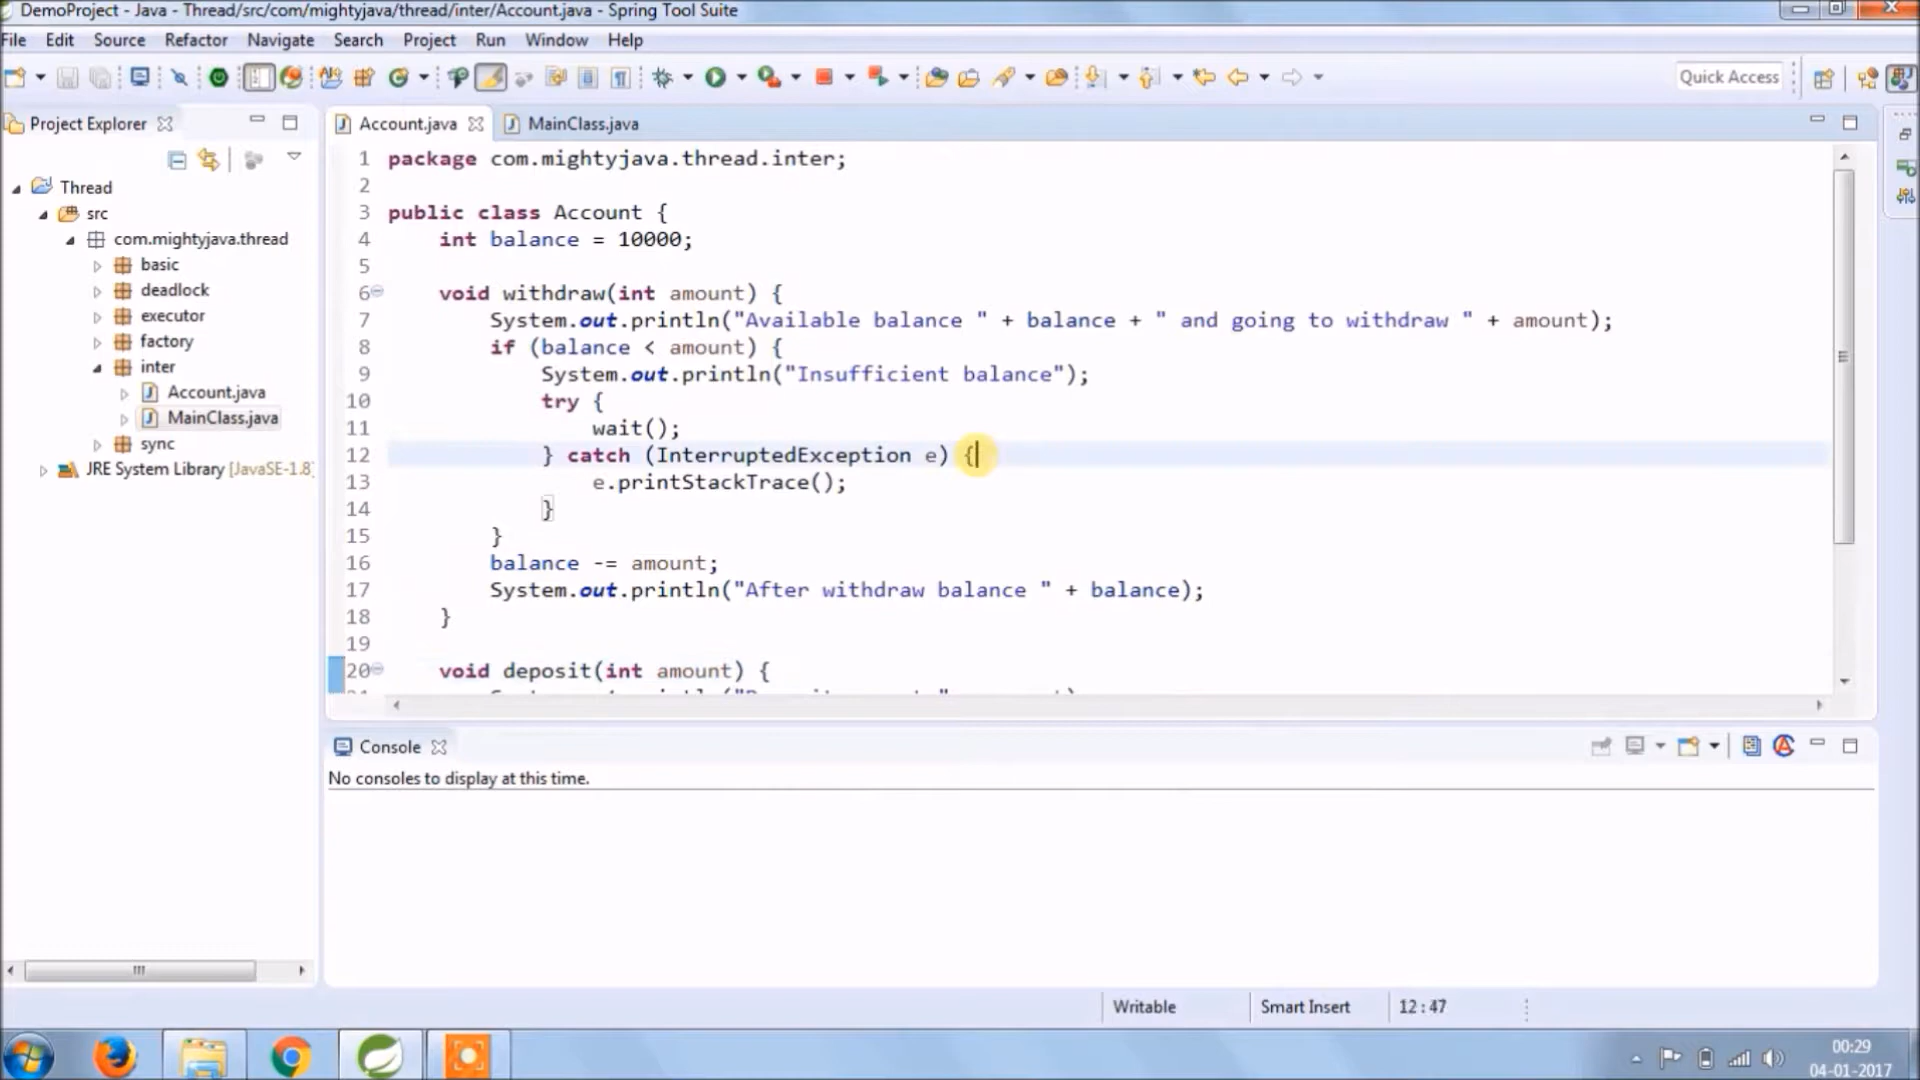 DemoProject - Java - Thread/src/com/mightyjava/thread/inter/Account.java - Spring Tool Suite
File Edit Source Refactor Navigate Search Project Run Window Help
Quick Access
Project Explorer
Account.java
MainClass.java
Thread
src
com.mightyjava.thread
basic
deadlock
executor
factory
inter
Account.java
MainClass.java
sync
JRE System Library [JavaSE-1.8]
1 package com.mightyjava.thread.inter;
2
3 public class Account {
4 int balance = 10000;
5
6 void withdraw(int amount) {
7 System.out.println("Available balance " + balance + " and going to withdraw " + amount);
8 if (balance < amount) {
9 System.out.println("Insufficient balance");
10 try {
11 wait();
12 } catch (InterruptedException e) {
13 e.printStackTrace();
14 }
15 }
16 balance -= amount;
17 System.out.println("After withdraw balance " + balance);
18 }
19
20 void deposit(int amount) {
Console
No consoles to display at this time.
Writable
Smart Insert
12 : 47
00:29
04-01-2017